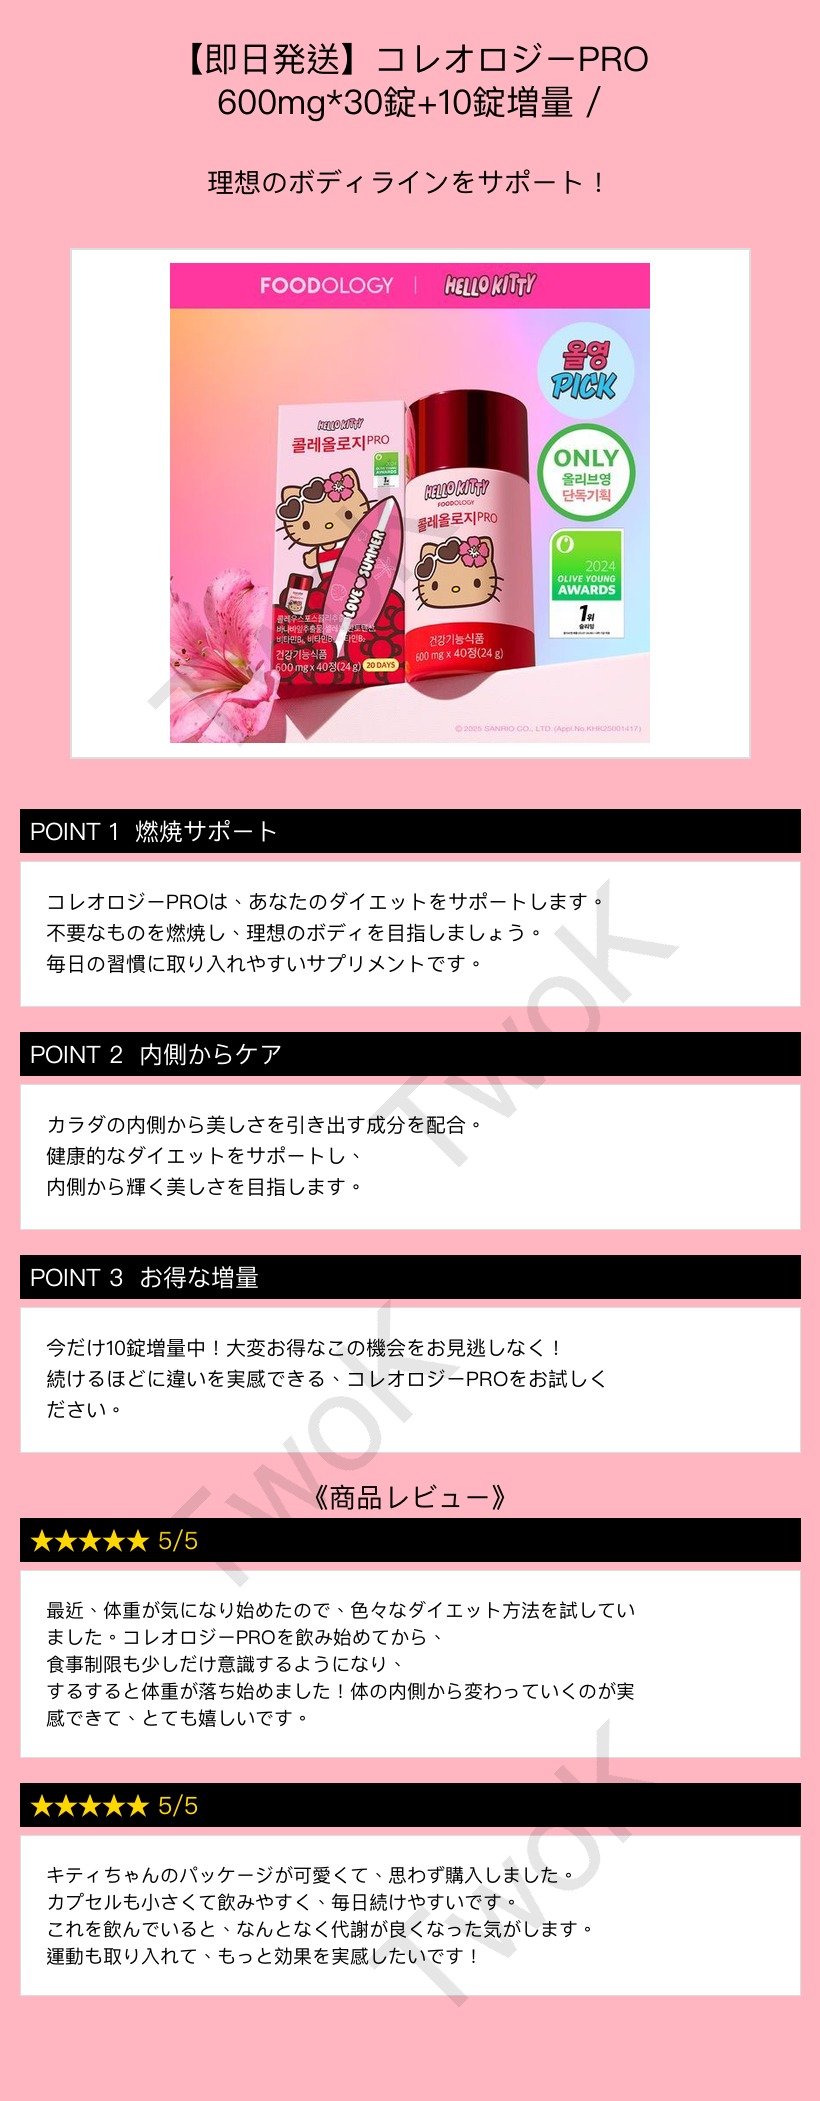 【即日発送】コレオロジーPRO
600mg*30錠+10錠増量 /
理想のボディラインをサポート！
FOODOLOGY | HELLO KITTY
올영
PICK
HELLO KITTY
콜레올로지PRO
ONLY
올리브영
단독기획
HELLO KITTY
FOODOLOGY
콜레올로지PRO
LOVE SUMMER
2024
OLIVE YOUNG
AWARDS
1위
슬리밍
건강기능식품
600 mg x 40정(24 g) 20 DAYS
건강기능식품
600 mg x 40정(24 g)
© 2025 SANRIO CO., LTD. (Appl.No.KHK25001417)
POINT 1 燃焼サポート
コレオロジーPROは、あなたのダイエットをサポートします。
不要なものを燃焼し、理想のボディを目指しましょう。
毎日の習慣に取り入れやすいサプリメントです。
POINT 2 内側からケア
カラダの内側から美しさを引き出す成分を配合。
健康的なダイエットをサポートし、
内側から輝く美しさを目指します。
POINT 3 お得な増量
今だけ10錠増量中！大変お得なこの機会をお見逃しなく！
続けるほどに違いを実感できる、コレオロジーPROをお試しく
ださい。
《商品レビュー》
★★★★★ 5/5
最近、体重が気になり始めたので、色々なダイエット方法を試してい
ました。コレオロジーPROを飲み始めてから、
食事制限も少しだけ意識するようになり、
するすると体重が落ち始めました！体の内側から変わっていくのが実
感できて、とても嬉しいです。
★★★★★ 5/5
キティちゃんのパッケージが可愛くて、思わず購入しました。
カプセルも小さくて飲みやすく、毎日続けやすいです。
これを飲んでいると、なんとなく代謝が良くなった気がします。
運動も取り入れて、もっと効果を実感したいです！
TwoK
TwoK
TwoK
TwoK